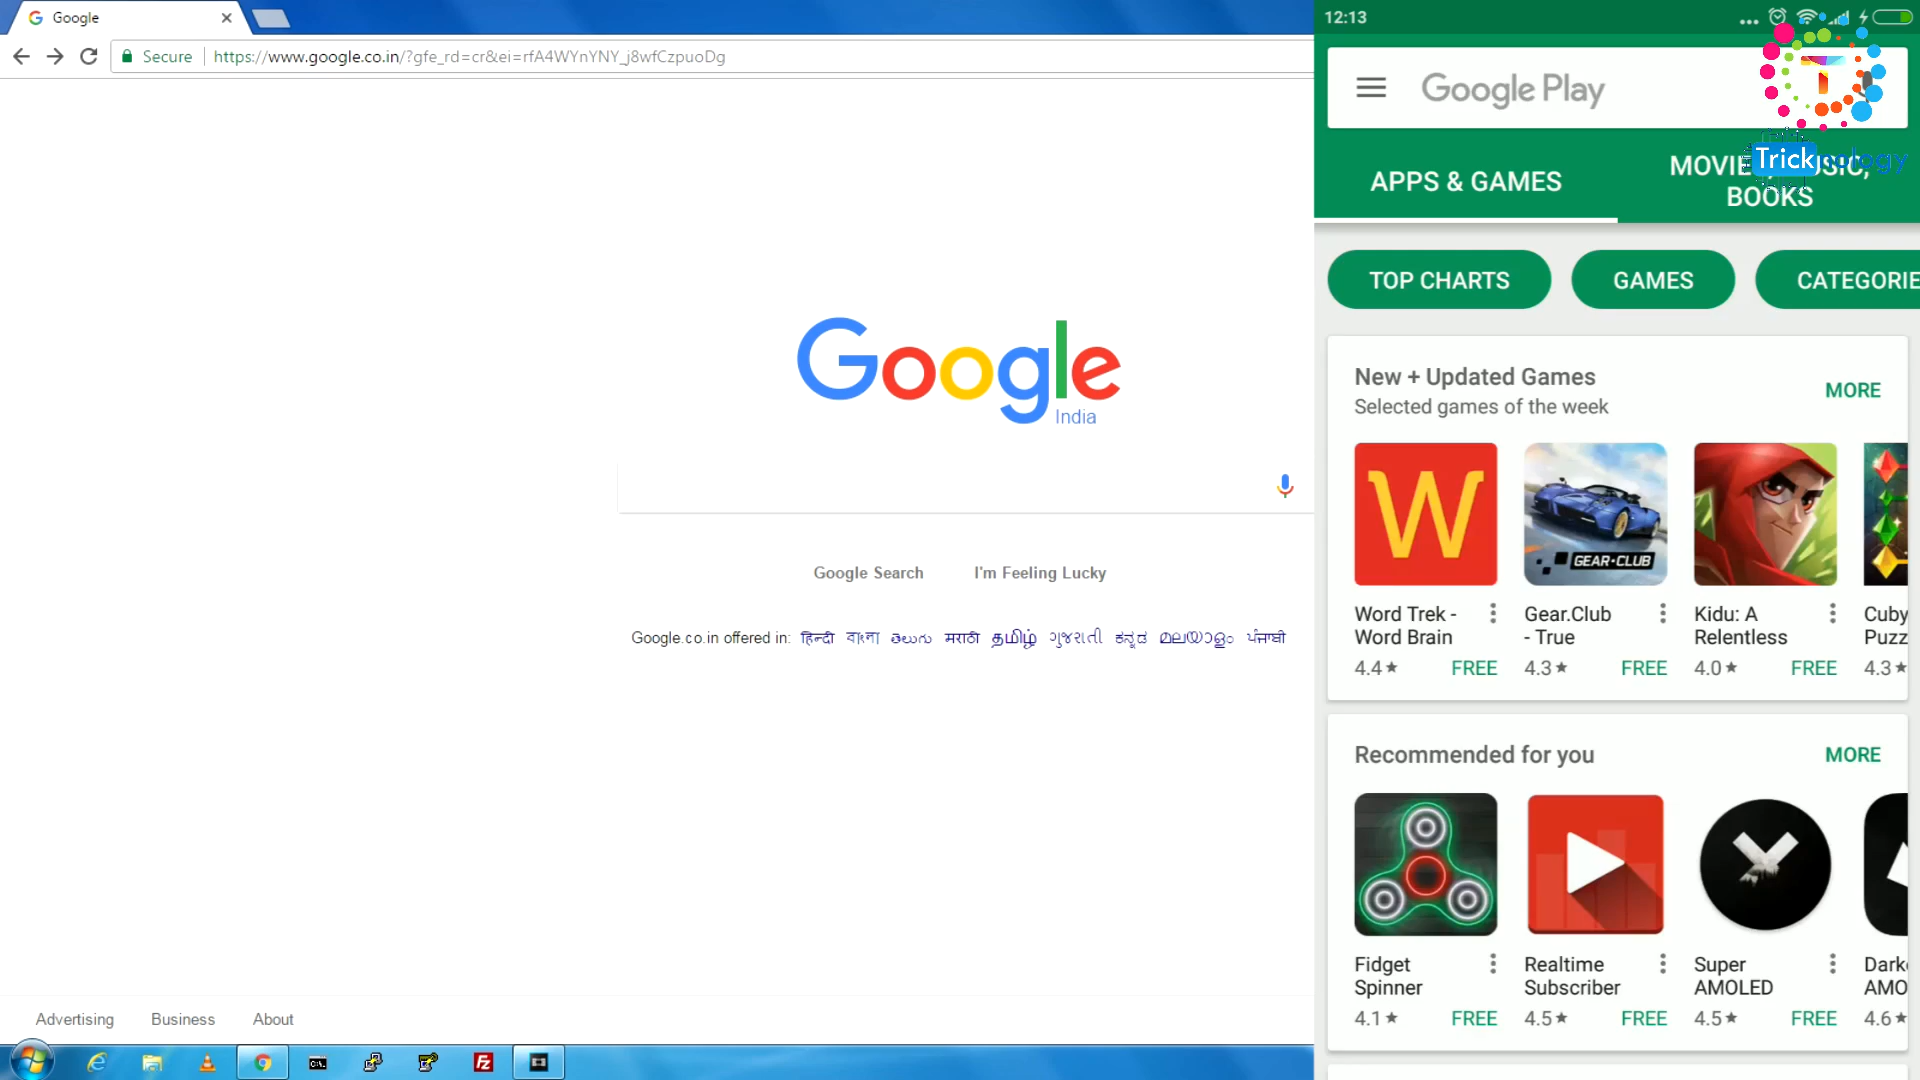 Google
Secure
https://www.google.co.in/?gfe_rd=cr&ei=rfA4WYnYNY_j8wfCzpuoDg
Google
India
Google Search
I'm Feeling Lucky
Google.co.in offered in: हिन्दी বাংলা తెలుగు मराठी தமிழ் ગુજરાતી ಕನ್ನಡ മലയാളം ਪੰਜਾਬੀ
Advertising
Business
About
C:\
FZ
12:13
Google Play
T
Tricknology
APPS & GAMES
BOOKS
TOP CHARTS
GAMES
CATEGORIE
New + Updated Games
Selected games of the week
MORE
W
GEAR·CLUB
Word Trek -
Word Brain
4.4★
FREE
Gear.Club
- True
4.3★
FREE
Kidu: A
Relentless
4.0★
FREE
Cuby
Puzz
4.3★
Recommended for you
MORE
Fidget
Spinner
4.1★
FREE
Realtime
Subscriber
4.5★
FREE
Super
AMOLED
4.5★
FREE
Dark
AMO
4.6★